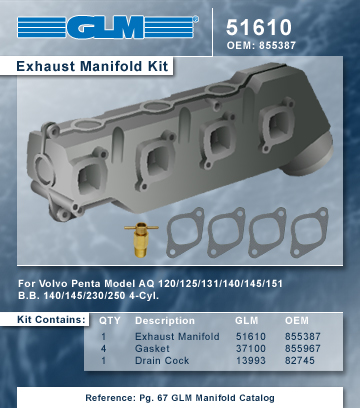 GLM®
51610
OEM: 855387
Exhaust Manifold Kit
For Volvo Penta Model AQ 120/125/131/140/145/151
B.B. 140/145/230/250 4-Cyl.
Kit Contains: QTY Description GLM OEM
1 Exhaust Manifold 51610 855387
4 Gasket 37100 855967
1 Drain Cock 13993 82745
Reference: Pg. 67 GLM Manifold Catalog